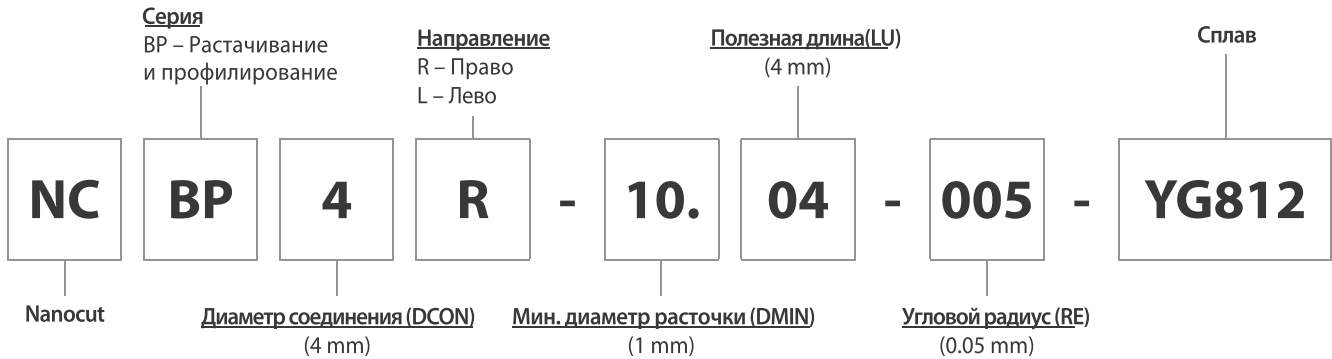 Серия
BP – Растачивание
и профилирование
Направление
R – Право
L – Лево
Полезная длина(LU)
(4 mm)
Сплав
NC BP 4 R - 10. 04 - 005 - YG812
Nanocut
Диаметр соединения (DCON)
(4 mm)
Мин. диаметр расточки (DMIN)
(1 mm)
Угловой радиус (RE)
(0.05 mm)